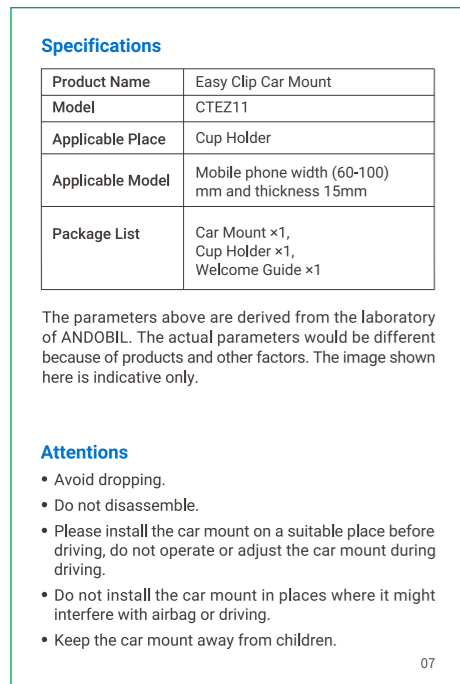 Specifications
Product Name Easy Clip Car Mount
Model CTEZ11
Applicable Place Cup Holder
Applicable Model Mobile phone width (60-100)
mm and thickness 15mm
Package List Car Mount ×1,
Cup Holder ×1,
Welcome Guide ×1
The parameters above are derived from the laboratory
of ANDOBIL. The actual parameters would be different
because of products and other factors. The image shown
here is indicative only.
Attentions
• Avoid dropping.
• Do not disassemble.
• Please install the car mount on a suitable place before
driving, do not operate or adjust the car mount during
driving.
• Do not install the car mount in places where it might
interfere with airbag or driving.
• Keep the car mount away from children.
07